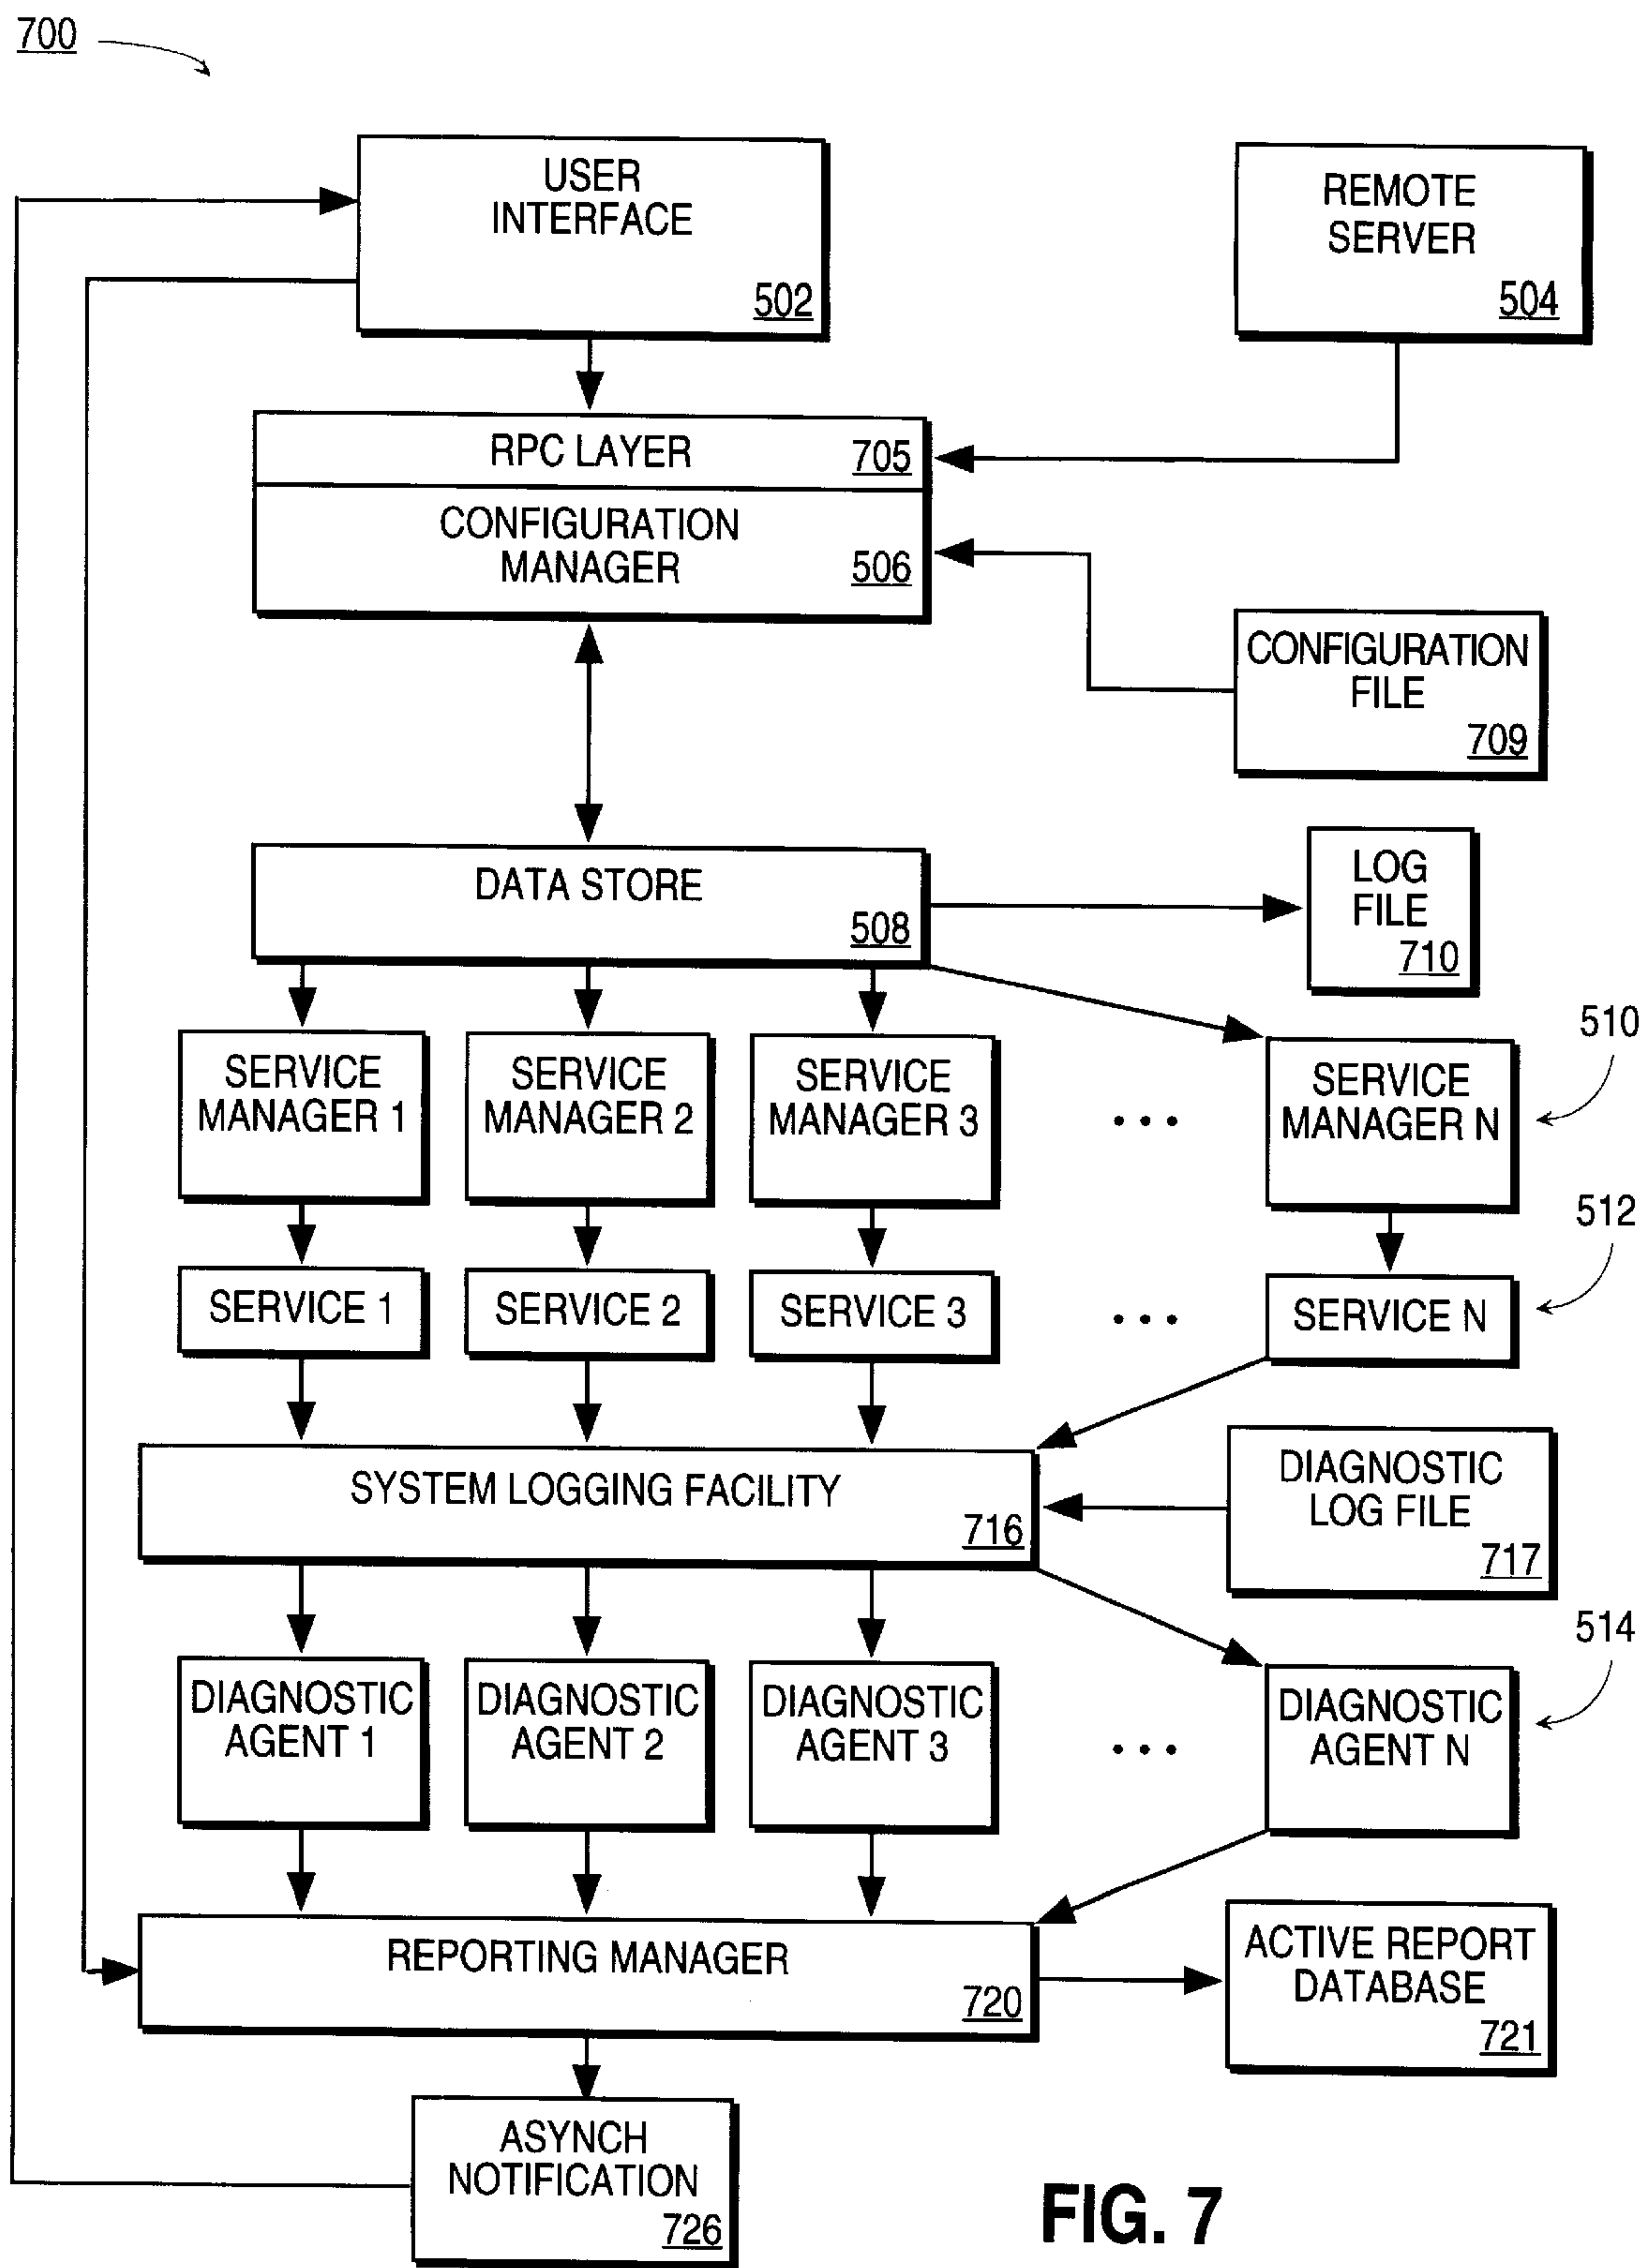 700
USER
INTERFACE
502
REMOTE
SERVER
504
RPC LAYER
705
CONFIGURATION
MANAGER
506
CONFIGURATION
FILE
709
DATA STORE
508
LOG
FILE
710
SERVICE
MANAGER 1
SERVICE
MANAGER 2
SERVICE
MANAGER 3
...
SERVICE
MANAGER N
510
SERVICE 1
SERVICE 2
SERVICE 3
...
SERVICE N
512
SYSTEM LOGGING FACILITY
716
DIAGNOSTIC
LOG FILE
717
DIAGNOSTIC
AGENT 1
DIAGNOSTIC
AGENT 2
DIAGNOSTIC
AGENT 3
...
DIAGNOSTIC
AGENT N
514
REPORTING MANAGER
720
ACTIVE REPORT
DATABASE
721
ASYNCH
NOTIFICATION
726
FIG. 7